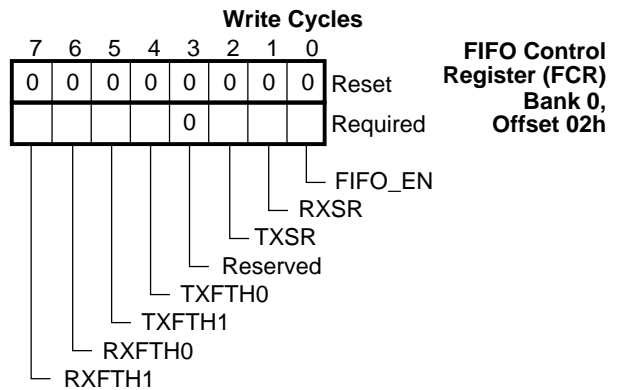 Write Cycles
7 6 5 4 3 2 1 0
FIFO Control
Register (FCR)
Bank 0,
Offset 02h
0 0 0 0 0 0 0 0 Reset
0 Required
FIFO_EN
RXSR
TXSR
Reserved
TXFTH0
TXFTH1
RXFTH0
RXFTH1